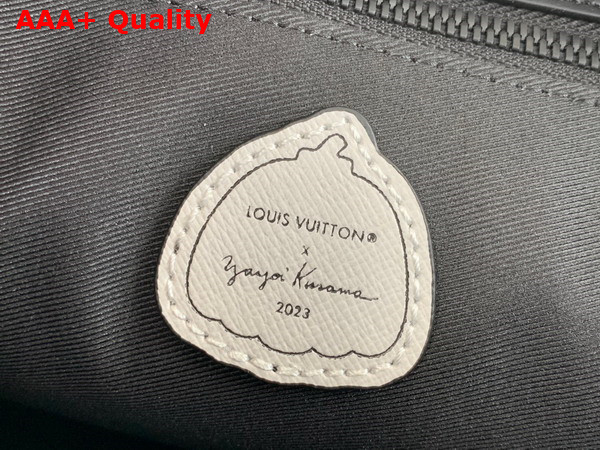 AAA+ Quality
LOUIS VUITTON®
x
Yayoi Kusama
2023